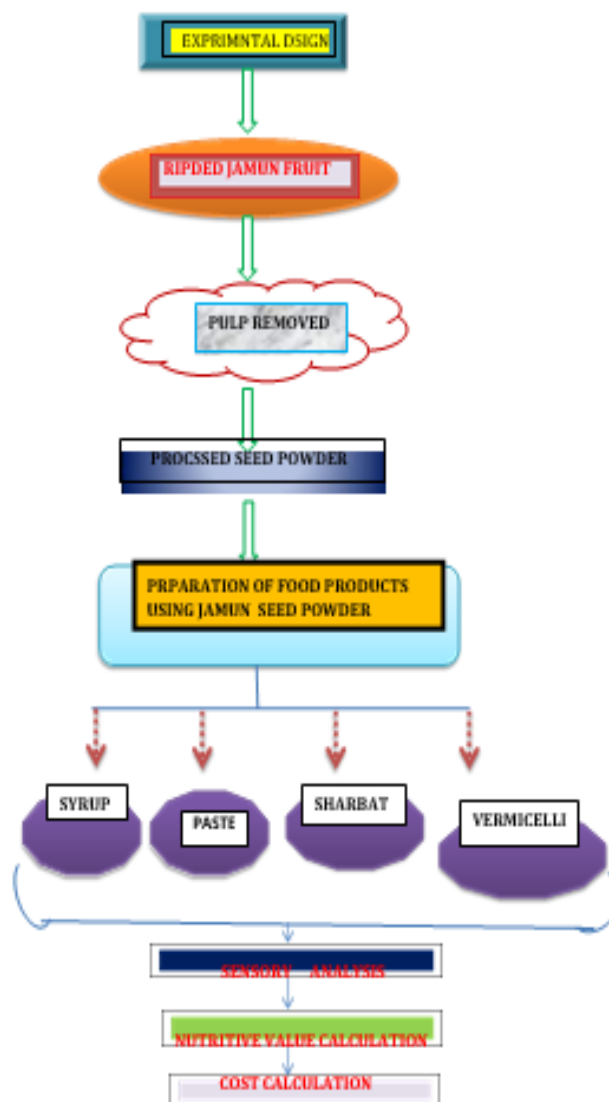 EXPRIMNTAL DSIGN
RIPDED JAMUN FRUIT
PULP REMOVED
PROCSSED SEED POWDER
PRPARATION OF FOOD PRODUCTS
USING JAMUN SEED POWDER
SYRUP
PASTE
SHARBAT
VERMICELLI
SENSORY ANALYSIS
NUTRITIVE VALUE CALCULATION
COST CALCULATION